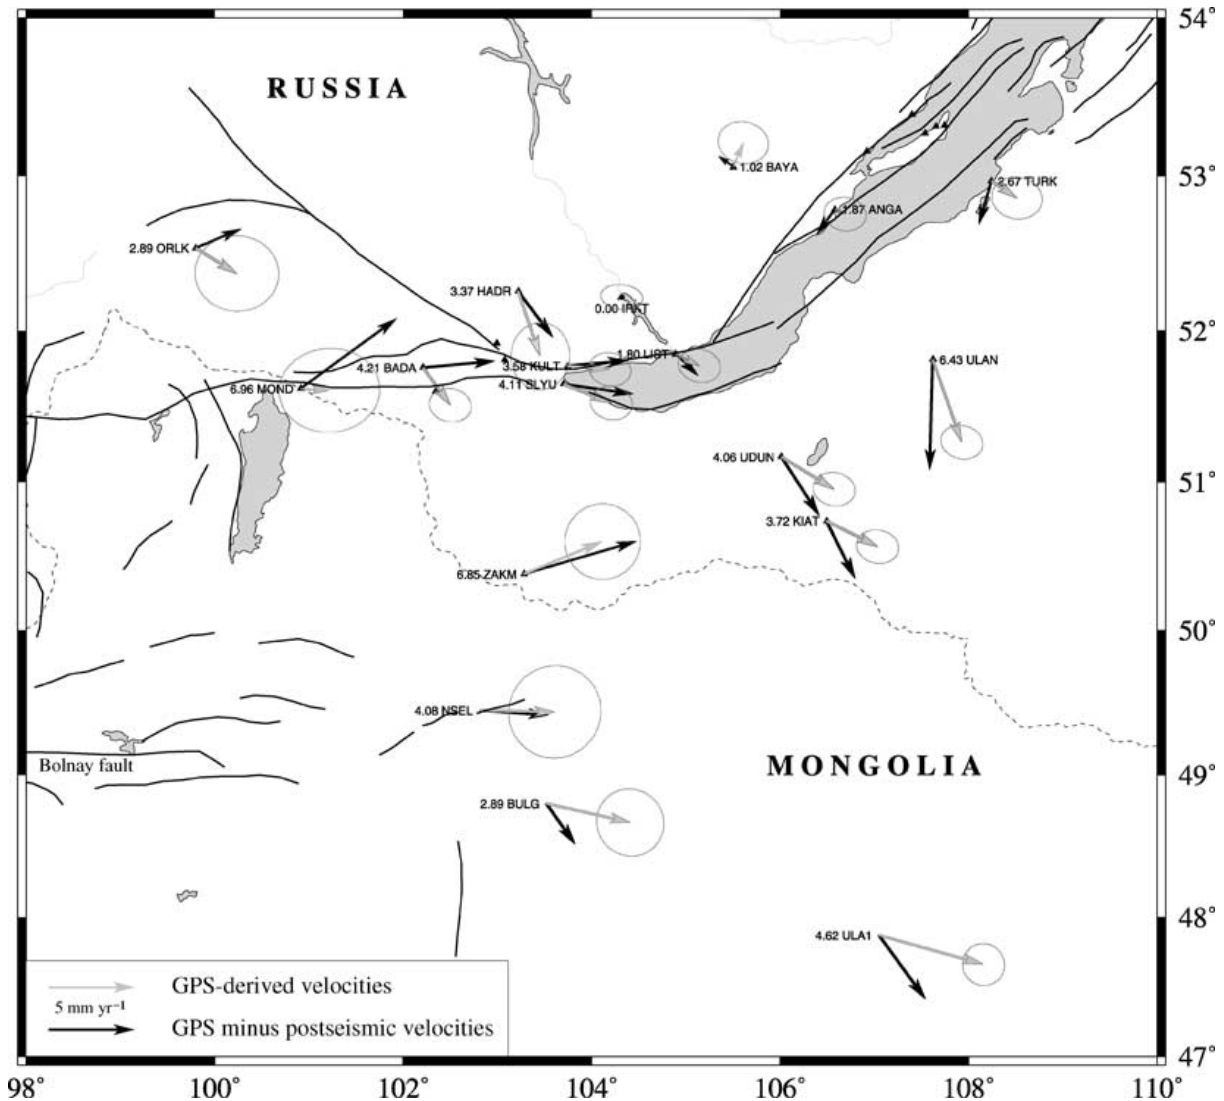 54°
RUSSIA
1.02 BAYA
53°
2.67 TURK
1.87 ANGA
2.89 ORLK
3.37 HADR
0.00 IRKT
52°
1.80 LIST
3.58 KULT
4.21 BADA
6.43 ULAN
4.11 SLYU
6.96 MOND
4.06 UDUN
51°
3.72 KIAT
6.85 ZAKM
50°
4.08 NSEL
Bolnay fault
MONGOLIA
49°
2.89 BULG
48°
4.62 ULA1
GPS-derived velocities
5 mm yr⁻¹
GPS minus postseismic velocities
47°
98° 100° 102° 104° 106° 108° 110°